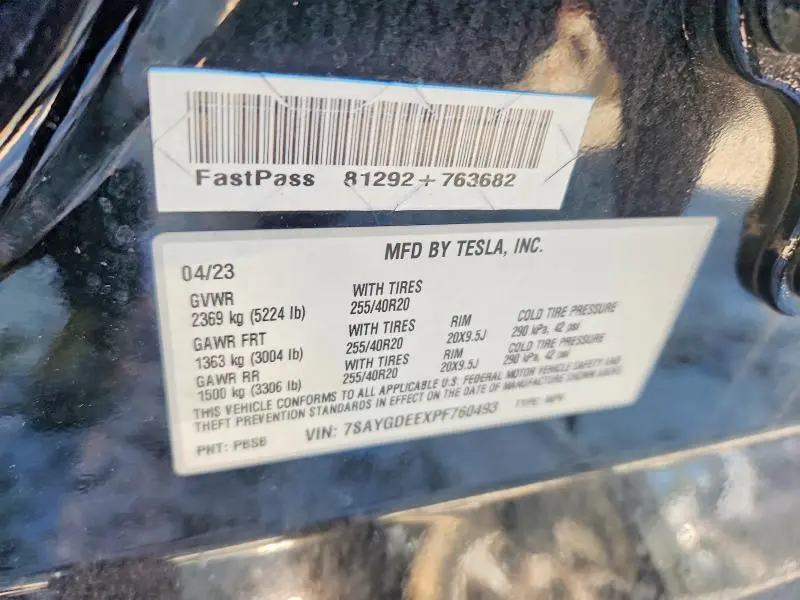 FastPass 81292+763682
MFD BY TESLA, INC.
04/23
GVWR
2369 kg (5224 lb)
WITH TIRES
255/40R20
GAWR FRT
1363 kg (3004 lb)
WITH TIRES
255/40R20
RIM
20X9.5J
COLD TIRE PRESSURE
290 kPa, 42 psi
GAWR RR
1500 kg (3306 lb)
WITH TIRES
255/40R20
RIM
20X9.5J
COLD TIRE PRESSURE
290 kPa, 42 psi
THIS VEHICLE CONFORMS TO ALL APPLICABLE U.S. FEDERAL MOTOR VEHICLE SAFETY AND
THEFT PREVENTION STANDARDS IN EFFECT ON THE DATE OF MANUFACTURE SHOWN ABOVE.
PNT: PBSB VIN: 7SAYGDEEXPF760493 TYPE: MPV